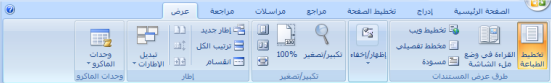 الصفحة الرئيسية إدراج تخطيط الصفحة مراجع مراسلات مراجعة عرض
تخطيط الطباعة
القراءة في وضع ملء الشاشة
تخطيط ويب
مخطط تفصيلي
مسودة
طرق عرض المستندات
إظهار/إخفاء
تكبير/تصغير
100%
تكبير/تصغير
إطار جديد
ترتيب الكل
انقسام
تبديل الإطارات
إطار
وحدات الماكرو
وحدات الماكرو